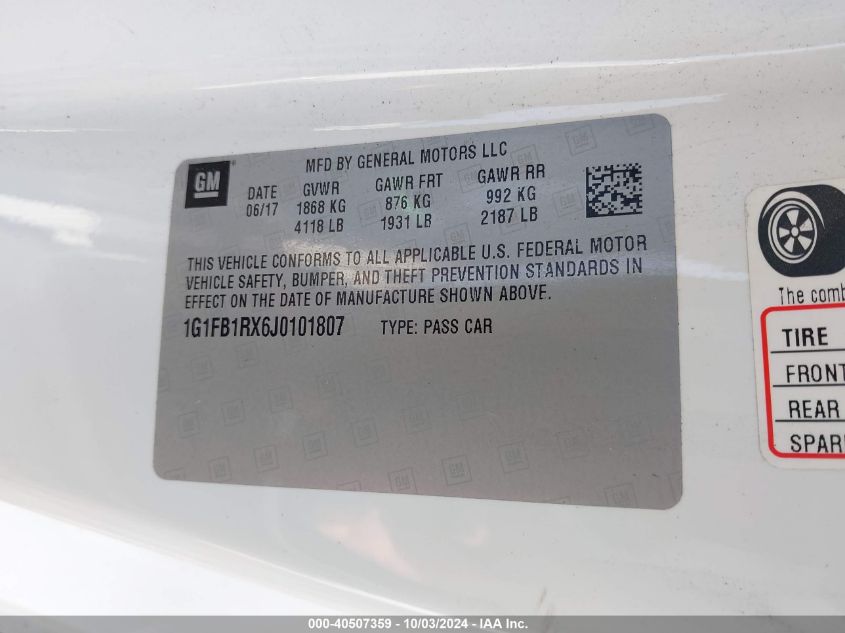 GM
MFD BY GENERAL MOTORS LLC
DATE GVWR GAWR FRT GAWR RR
06/17 1868 KG 876 KG 992 KG
4118 LB 1931 LB 2187 LB
THIS VEHICLE CONFORMS TO ALL APPLICABLE U.S. FEDERAL MOTOR
VEHICLE SAFETY, BUMPER, AND THEFT PREVENTION STANDARDS IN
EFFECT ON THE DATE OF MANUFACTURE SHOWN ABOVE.
1G1FB1RX6J0101807 TYPE: PASS CAR
The comb
TIRE
FRONT
REAR
SPAR
000-40507359 - 10/03/2024 - IAA Inc.